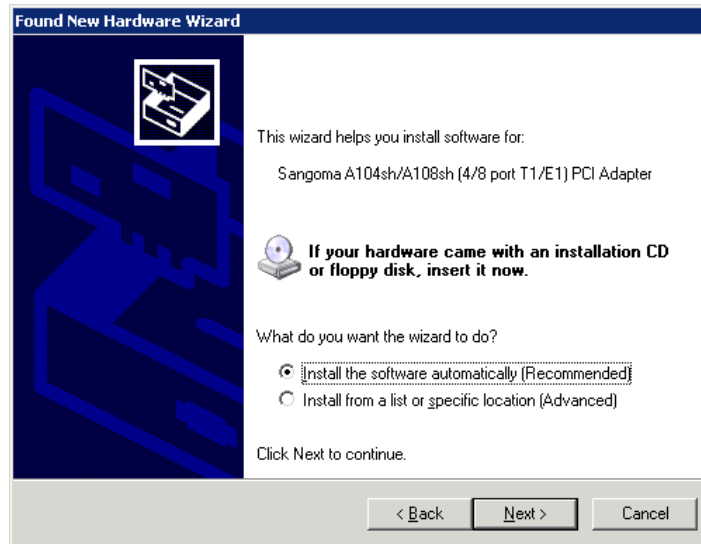 Found New Hardware Wizard
This wizard helps you install software for:
Sangoma A104sh/A108sh (4/8 port T1/E1) PCI Adapter
If your hardware came with an installation CD
or floppy disk, insert it now.
What do you want the wizard to do?
Install the software automatically (Recommended)
Install from a list or specific location (Advanced)
Click Next to continue.
< Back Next > Cancel